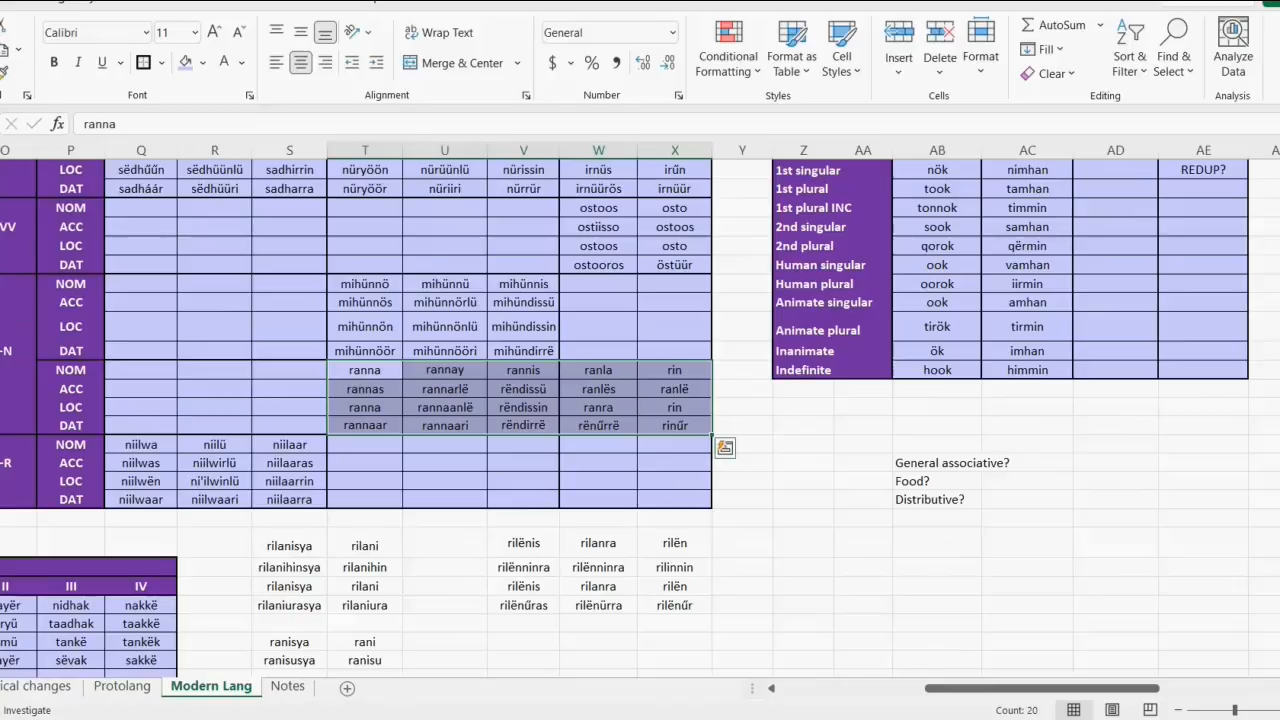 Calibri 11 Wrap Text General AutoSum
Conditional Formatting Format as Table Cell Styles Insert Delete Format Fill Sort & Filter Find & Select Analyze Data
B I U Merge & Center $ % Clear
Font Alignment Number Styles Cells Editing Analysis
fx ranna
O P Q R S T U V W X Y Z AA AB AC AD AE
LOC sëdhűűn sëdhüünlü sadhirrin nüryöön nürüünlü nürissin irnüs irűn 1st singular nök nimhan REDUP?
DAT sadháár sëdhüüri sadharra nüryöör nüriiri nürrür irnüürös irnüür 1st plural took tamhan
NOM ostoos osto 1st plural INC tonnok timmin
VV ACC ostiisso ostoos 2nd singular sook samhan
LOC ostoos osto 2nd plural qorok qërmin
DAT ostooros östüür Human singular ook vamhan
NOM mihünnö mihünnü mihünnis Human plural oorok iirmin
ACC mihünnös mihünnörlü mihündissü Animate singular ook amhan
LOC mihünnön mihünnönlü mihündissin Animate plural tirök tirmin
-N DAT mihünnöör mihünnööri mihündirrë Inanimate ök imhan
NOM ranna rannay rannis ranla rin Indefinite hook himmin
ACC rannas rannarlë rëndissü ranlës ranlë
LOC ranna rannaanlë rëndissin ranra rin
DAT rannaar rannaari rëndirrë rënűrrë rinűr
NOM niilwa niilü niilaar
-R ACC niilwas niilwirlü niilaaras General associative?
LOC niilwën ni'ilwinlü niilaarrin Food?
DAT niilwaar niilwaari niilaarra Distributive?
rilanisya rilani rilënis rilanra rilën
rilanihinsya rilanihin rilënninra rilënninra rilinnin
II III IV rilanisya rilani rilënis rilanra rilën
ayër nidhak nakkë rilaniurasya rilaniura rilënűras rilënürra rilënűr
ryü taadhak taakkë
mü tankë tankëk ranisya rani
ayër sëvak sakkë ranisusya ranisu
ical changes Protolang Modern Lang Notes
Investigate Count: 20